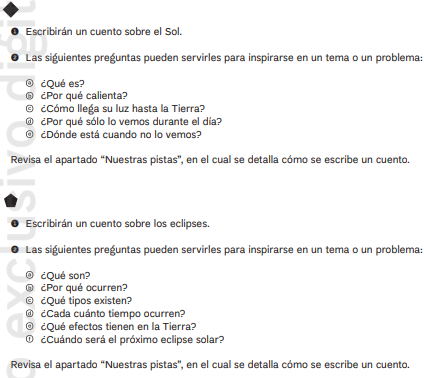 1 Escribirán un cuento sobre el Sol.
2 Las siguientes preguntas pueden servirles para inspirarse en un tema o un problema:
a ¿Qué es?
b ¿Por qué calienta?
c ¿Cómo llega su luz hasta la Tierra?
d ¿Por qué sólo lo vemos durante el día?
e ¿Dónde está cuando no lo vemos?
Revisa el apartado “Nuestras pistas”, en el cual se detalla cómo se escribe un cuento.
1 Escribirán un cuento sobre los eclipses.
2 Las siguientes preguntas pueden servirles para inspirarse en un tema o un problema:
a ¿Qué son?
b ¿Por qué ocurren?
c ¿Qué tipos existen?
d ¿Cada cuánto tiempo ocurren?
e ¿Qué efectos tienen en la Tierra?
f ¿Cuándo será el próximo eclipse solar?
Revisa el apartado “Nuestras pistas”, en el cual se detalla cómo se escribe un cuento.
o exclusivo digit